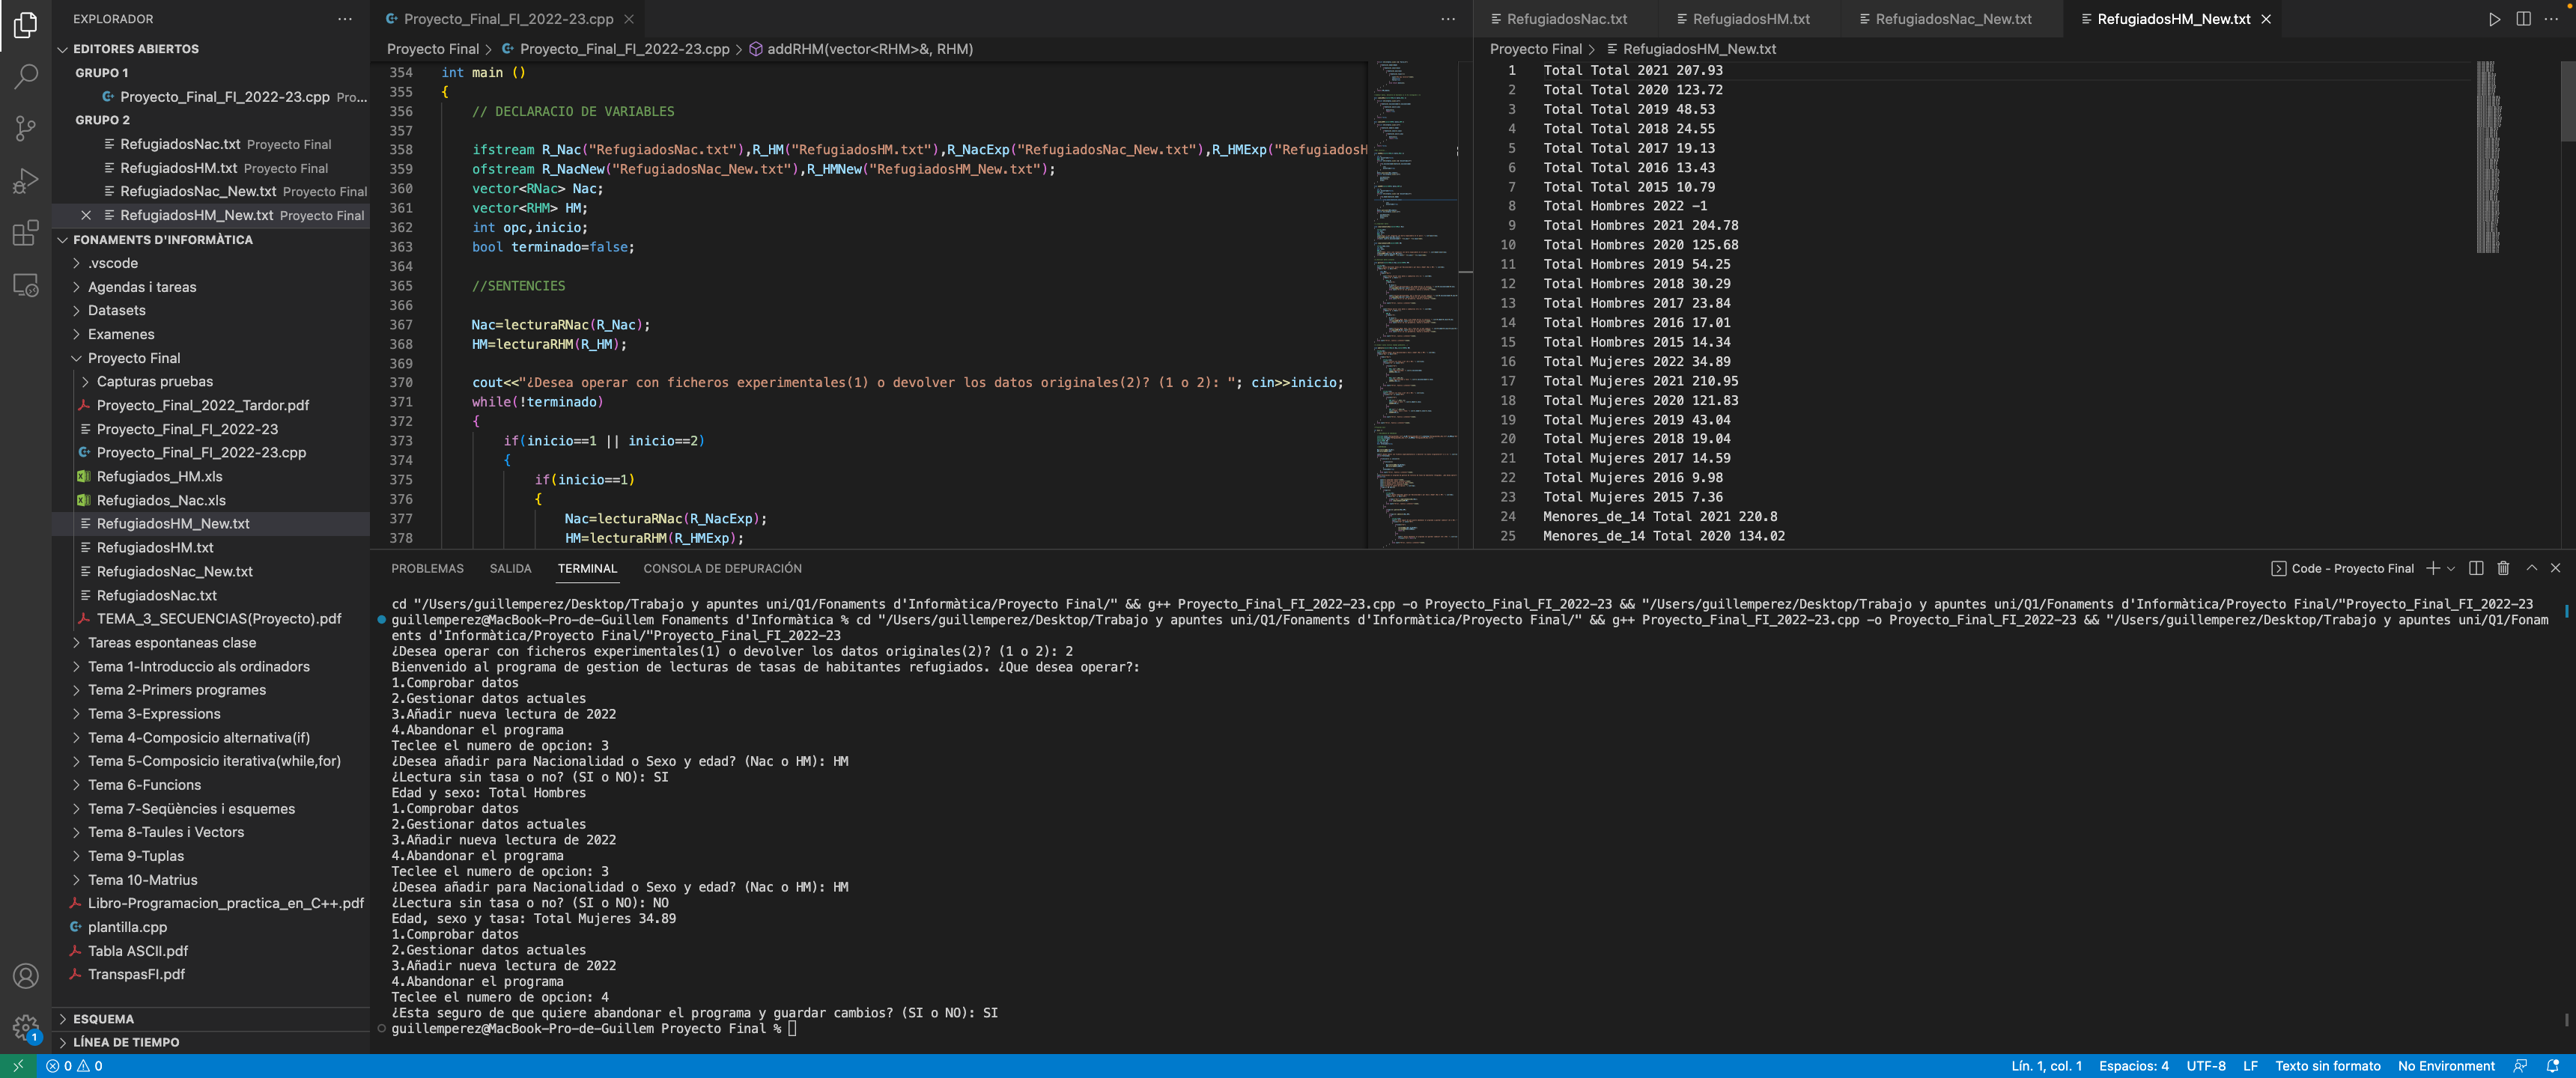 EXPLORADOR
EDITORES ABIERTOS
GRUPO 1
Proyecto_Final_FI_2022-23.cpp Pro...
GRUPO 2
RefugiadosNac.txt Proyecto Final
RefugiadosHM.txt Proyecto Final
RefugiadosNac_New.txt Proyecto Final
RefugiadosHM_New.txt Proyecto Final
FONAMENTS D'INFORMÀTICA
.vscode
Agendas i tareas
Datasets
Examenes
Proyecto Final
Capturas pruebas
Proyecto_Final_2022_Tardor.pdf
Proyecto_Final_FI_2022-23
Proyecto_Final_FI_2022-23.cpp
Refugiados_HM.xls
Refugiados_Nac.xls
RefugiadosHM_New.txt
RefugiadosHM.txt
RefugiadosNac_New.txt
RefugiadosNac.txt
TEMA_3_SECUENCIAS(Proyecto).pdf
Tareas espontaneas clase
Tema 1-Introduccio als ordinadors
Tema 2-Primers programes
Tema 3-Expressions
Tema 4-Composicio alternativa(if)
Tema 5-Composicio iterativa(while,for)
Tema 6-Funcions
Tema 7-Seqüències i esquemes
Tema 8-Taules i Vectors
Tema 9-Tuplas
Tema 10-Matrius
Libro-Programacion_practica_en_C++.pdf
plantilla.cpp
Tabla ASCII.pdf
TranspasFI.pdf
ESQUEMA
LÍNEA DE TIEMPO
Proyecto_Final_FI_2022-23.cpp
Proyecto Final > Proyecto_Final_FI_2022-23.cpp > addRHM(vector<RHM>&, RHM)
354 int main ()
355 {
356 // DECLARACIO DE VARIABLES
357
358 ifstream R_Nac("RefugiadosNac.txt"),R_HM("RefugiadosHM.txt"),R_NacExp("RefugiadosNac_New.txt"),R_HMExp("RefugiadosH
359 ofstream R_NacNew("RefugiadosNac_New.txt"),R_HMNew("RefugiadosHM_New.txt");
360 vector<RNac> Nac;
361 vector<RHM> HM;
362 int opc,inicio;
363 bool terminado=false;
364
365 //SENTENCIES
366
367 Nac=lecturaRNac(R_Nac);
368 HM=lecturaRHM(R_HM);
369
370 cout<<"¿Desea operar con ficheros experimentales(1) o devolver los datos originales(2)? (1 o 2): "; cin>>inicio;
371 while(!terminado)
372 {
373 if(inicio==1 || inicio==2)
374 {
375 if(inicio==1)
376 {
377 Nac=lecturaRNac(R_NacExp);
378 HM=lecturaRHM(R_HMExp);
RefugiadosNac.txt RefugiadosHM.txt RefugiadosNac_New.txt RefugiadosHM_New.txt
Proyecto Final > RefugiadosHM_New.txt
1 Total Total 2021 207.93
2 Total Total 2020 123.72
3 Total Total 2019 48.53
4 Total Total 2018 24.55
5 Total Total 2017 19.13
6 Total Total 2016 13.43
7 Total Total 2015 10.79
8 Total Hombres 2022 -1
9 Total Hombres 2021 204.78
10 Total Hombres 2020 125.68
11 Total Hombres 2019 54.25
12 Total Hombres 2018 30.29
13 Total Hombres 2017 23.84
14 Total Hombres 2016 17.01
15 Total Hombres 2015 14.34
16 Total Mujeres 2022 34.89
17 Total Mujeres 2021 210.95
18 Total Mujeres 2020 121.83
19 Total Mujeres 2019 43.04
20 Total Mujeres 2018 19.04
21 Total Mujeres 2017 14.59
22 Total Mujeres 2016 9.98
23 Total Mujeres 2015 7.36
24 Menores_de_14 Total 2021 220.8
25 Menores_de_14 Total 2020 134.02
PROBLEMAS SALIDA TERMINAL CONSOLA DE DEPURACIÓN
Code - Proyecto Final
cd "/Users/guillemperez/Desktop/Trabajo y apuntes uni/Q1/Fonaments d'Informàtica/Proyecto Final/" && g++ Proyecto_Final_FI_2022-23.cpp -o Proyecto_Final_FI_2022-23 && "/Users/guillemperez/Desktop/Trabajo y apuntes uni/Q1/Fonaments d'Informàtica/Proyecto Final/"Proyecto_Final_FI_2022-23
guillemperez@MacBook-Pro-de-Guillem Fonaments d'Informàtica % cd "/Users/guillemperez/Desktop/Trabajo y apuntes uni/Q1/Fonaments d'Informàtica/Proyecto Final/" && g++ Proyecto_Final_FI_2022-23.cpp -o Proyecto_Final_FI_2022-23 && "/Users/guillemperez/Desktop/Trabajo y apuntes uni/Q1/Fonam
ents d'Informàtica/Proyecto Final/"Proyecto_Final_FI_2022-23
¿Desea operar con ficheros experimentales(1) o devolver los datos originales(2)? (1 o 2): 2
Bienvenido al programa de gestion de lecturas de tasas de habitantes refugiados. ¿Que desea operar?:
1.Comprobar datos
2.Gestionar datos actuales
3.Añadir nueva lectura de 2022
4.Abandonar el programa
Teclee el numero de opcion: 3
¿Desea añadir para Nacionalidad o Sexo y edad? (Nac o HM): HM
¿Lectura sin tasa o no? (SI o NO): SI
Edad y sexo: Total Hombres
1.Comprobar datos
2.Gestionar datos actuales
3.Añadir nueva lectura de 2022
4.Abandonar el programa
Teclee el numero de opcion: 3
¿Desea añadir para Nacionalidad o Sexo y edad? (Nac o HM): HM
¿Lectura sin tasa o no? (SI o NO): NO
Edad, sexo y tasa: Total Mujeres 34.89
1.Comprobar datos
2.Gestionar datos actuales
3.Añadir nueva lectura de 2022
4.Abandonar el programa
Teclee el numero de opcion: 4
¿Esta seguro de que quiere abandonar el programa y guardar cambios? (SI o NO): SI
guillemperez@MacBook-Pro-de-Guillem Proyecto Final %
1
0 0
Lín. 1, col. 1 Espacios: 4 UTF-8 LF Texto sin formato No Environment